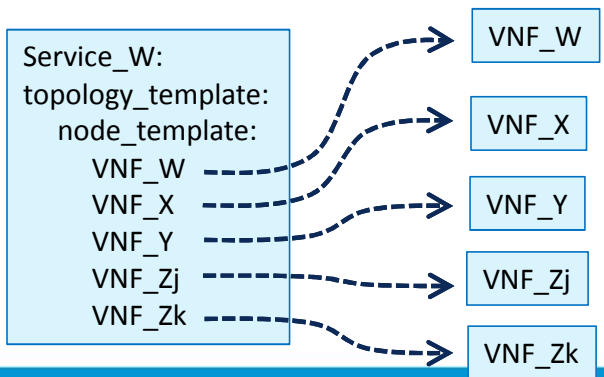 Service_W:
topology_template:
node_template:
VNF_W
VNF_X
VNF_Y
VNF_Zj
VNF_Zk
VNF_W
VNF_X
VNF_Y
VNF_Zj
VNF_Zk